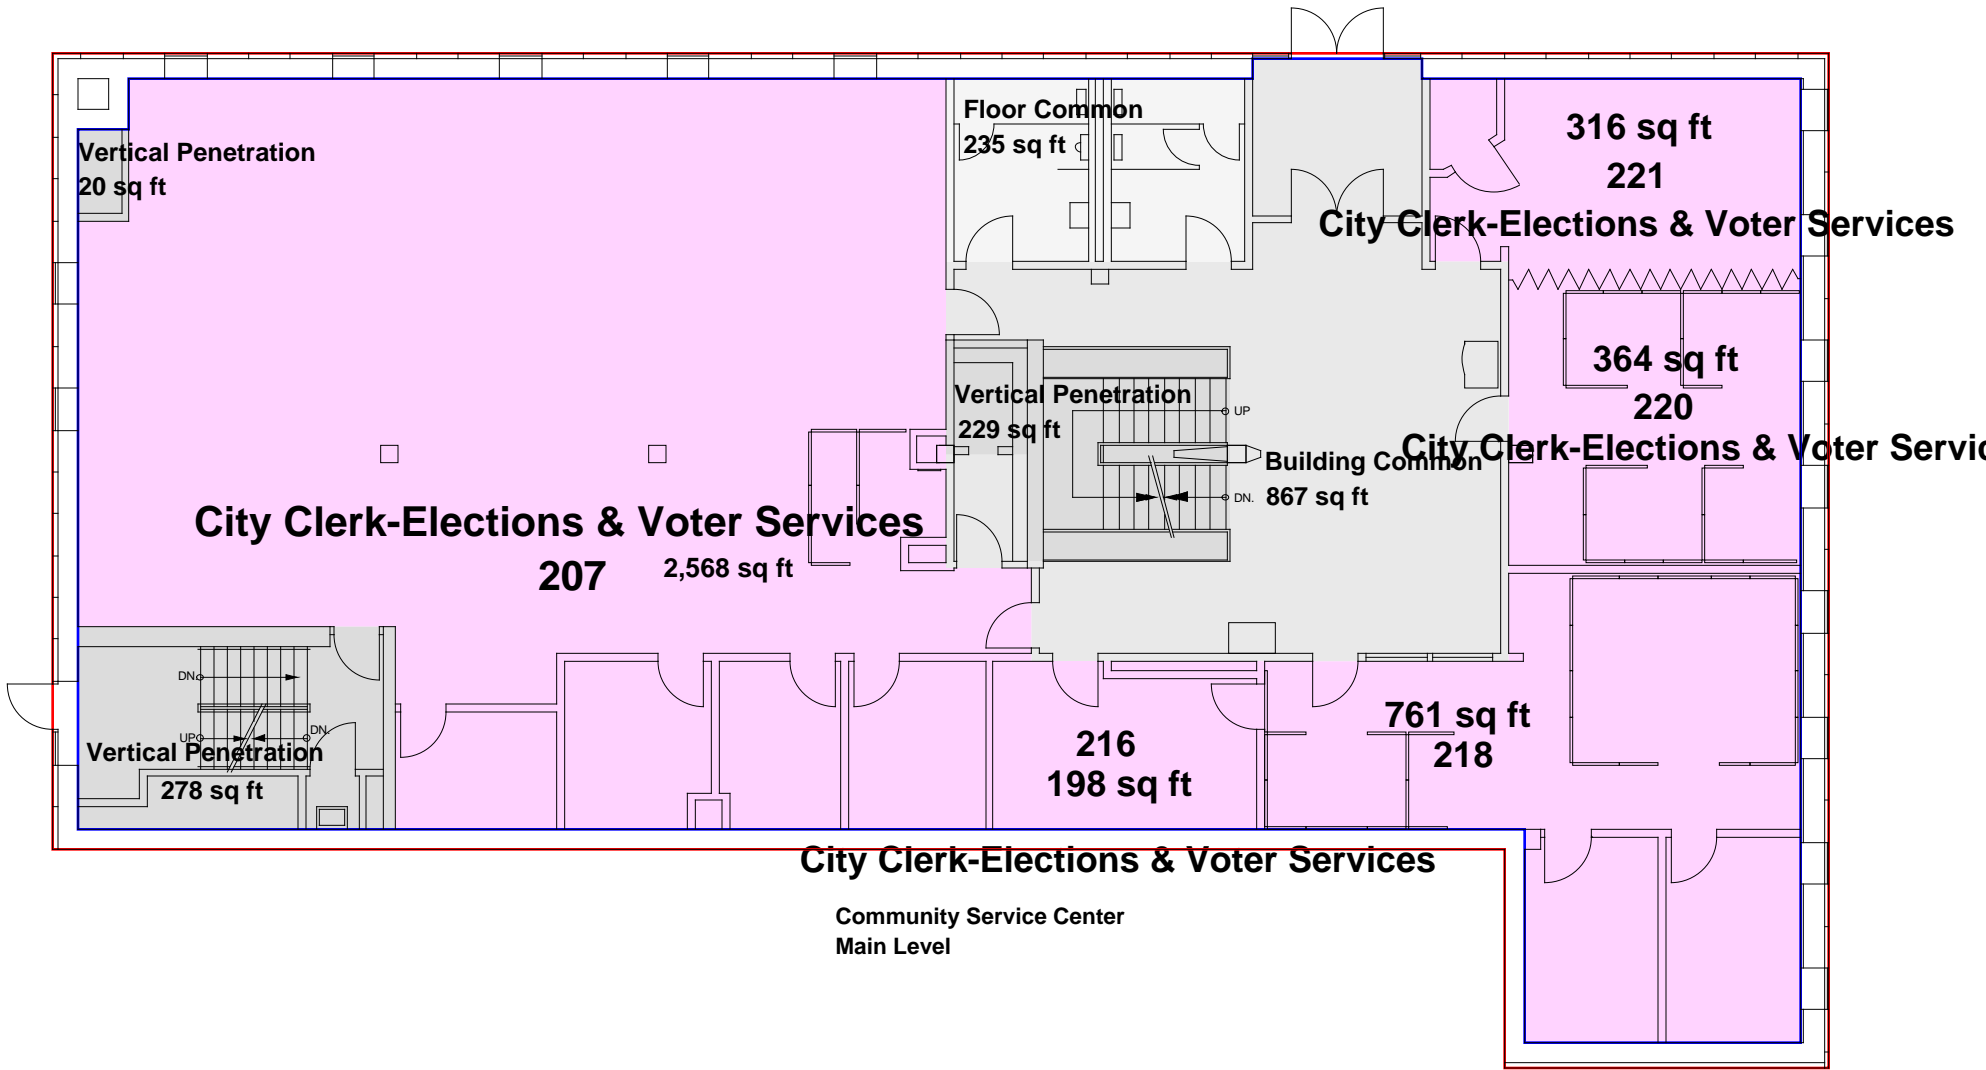 Floor Common
235 sq ft
316 sq ft
221
City Clerk-Elections & Voter Services
Vertical Penetration
20 sq ft
364 sq ft
220
City Clerk-Elections & Voter Servic
Vertical Penetration
229 sq ft
UP
DN.
Building Common
867 sq ft
City Clerk-Elections & Voter Services
207
2,568 sq ft
DN.
UP
DN.
Vertical Penetration
278 sq ft
216
198 sq ft
761 sq ft
218
City Clerk-Elections & Voter Services
Community Service Center
Main Level